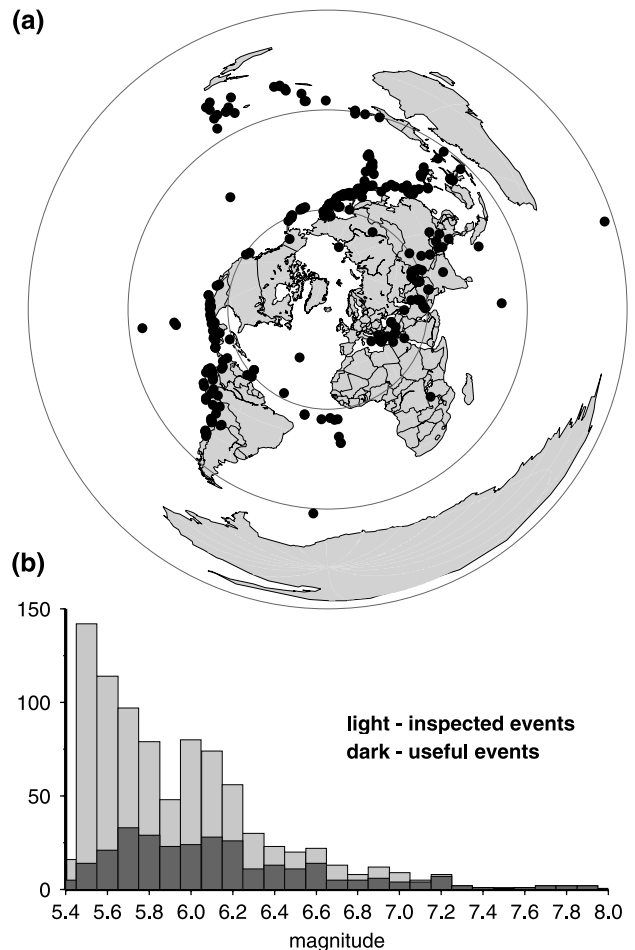 (a)
(b)
150
100
50
0
light - inspected events
dark - useful events
5.4 5.6 5.8 6.0 6.2 6.4 6.6 6.8 7.0 7.2 7.4 7.6 7.8 8.0
magnitude